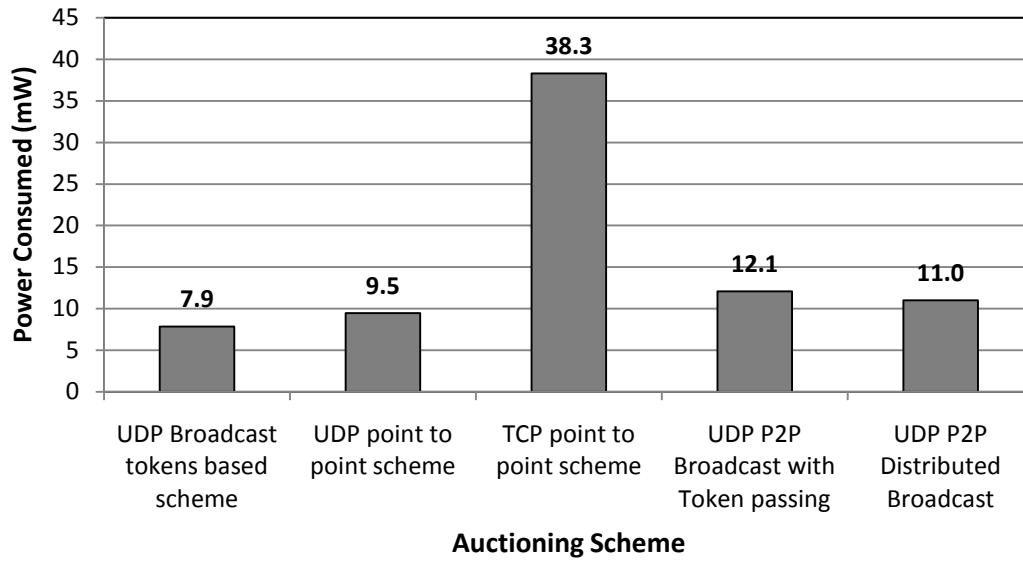 45
40
35
30
25
20
15
10
5
0
Power Consumed (mW)
7.9
9.5
38.3
12.1
11.0
UDP Broadcast
tokens based
scheme
UDP point to
point scheme
TCP point to
point scheme
UDP P2P
Broadcast with
Token passing
UDP P2P
Distributed
Broadcast
Auctioning Scheme